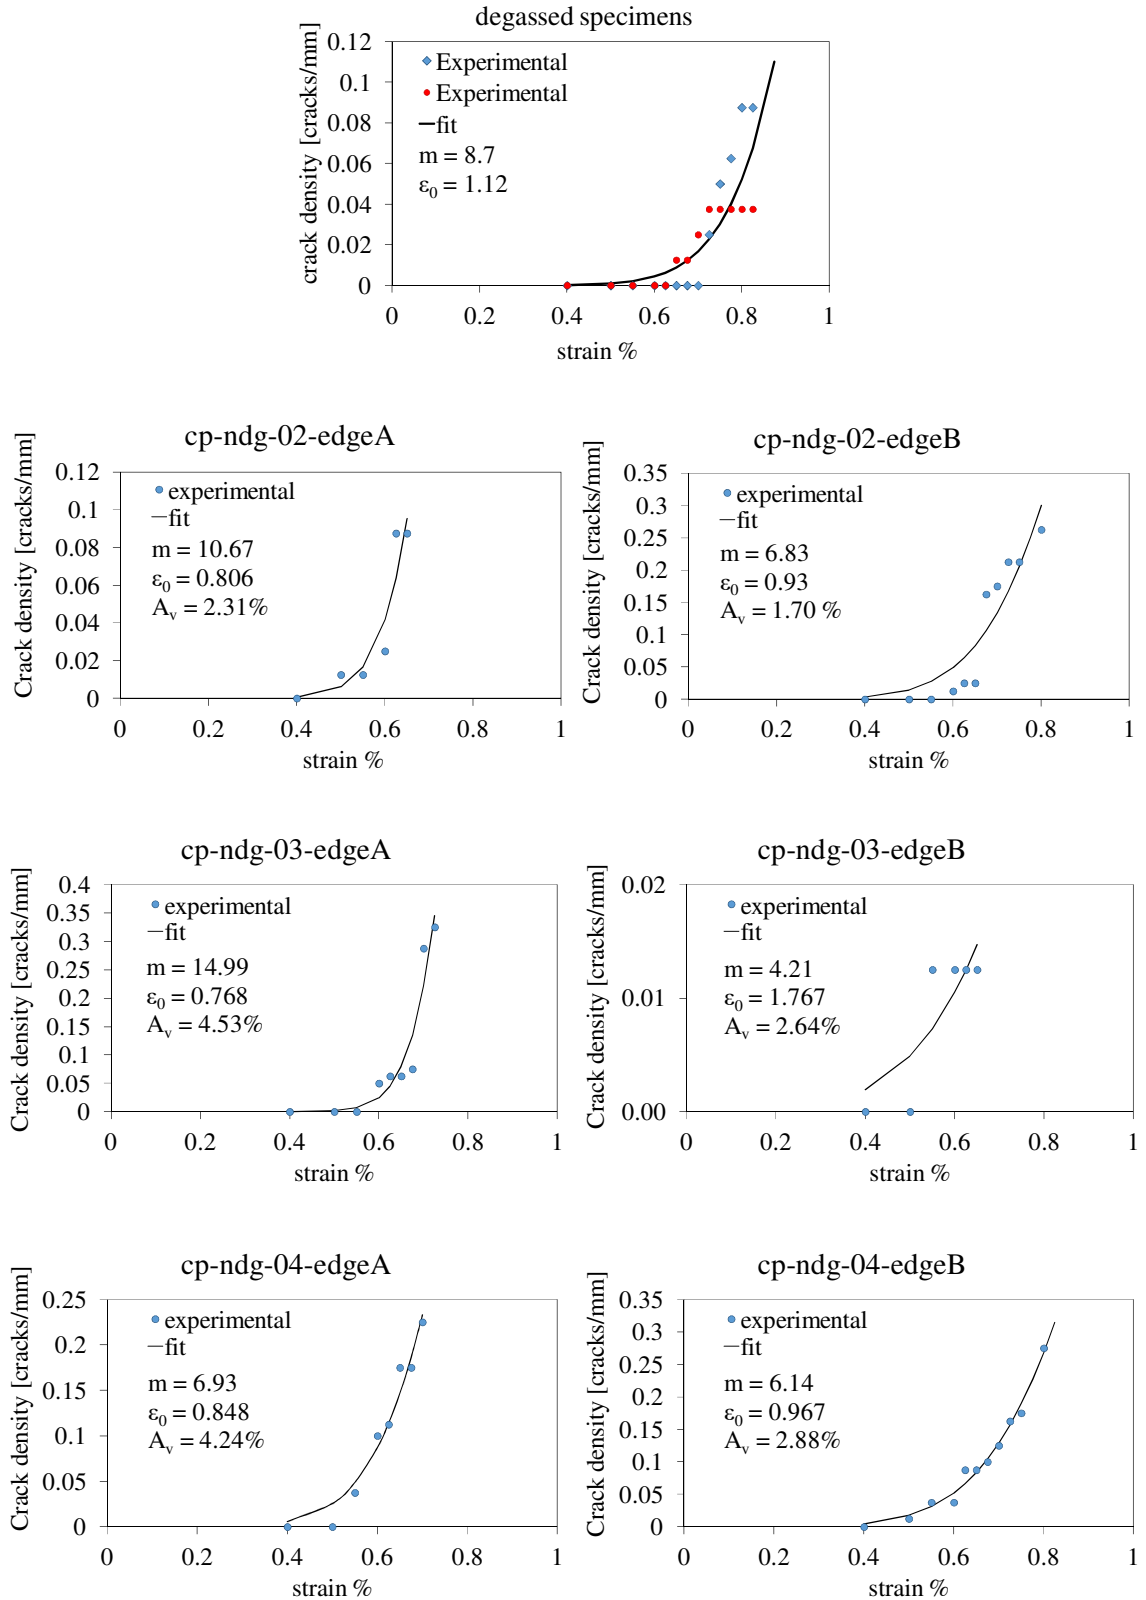 degassed specimens
crack density [cracks/mm]
0.12
0.1
0.08
0.06
0.04
0.02
0
Experimental
Experimental
fit
m = 8.7
ε0 = 1.12
0 0.2 0.4 0.6 0.8 1
strain %
cp-ndg-02-edgeA
Crack density [cracks/mm]
0.12
0.1
0.08
0.06
0.04
0.02
0
experimental
fit
m = 10.67
ε0 = 0.806
Av = 2.31%
0 0.2 0.4 0.6 0.8 1
strain %
cp-ndg-02-edgeB
Crack density [cracks/mm]
0.35
0.3
0.25
0.2
0.15
0.1
0.05
0
experimental
fit
m = 6.83
ε0 = 0.93
Av = 1.70 %
0 0.2 0.4 0.6 0.8 1
strain %
cp-ndg-03-edgeA
Crack density [cracks/mm]
0.4
0.35
0.3
0.25
0.2
0.15
0.1
0.05
0
experimental
fit
m = 14.99
ε0 = 0.768
Av = 4.53%
0 0.2 0.4 0.6 0.8 1
strain %
cp-ndg-03-edgeB
Crack density [cracks/mm]
0.02
0.01
0.00
experimental
fit
m = 4.21
ε0 = 1.767
Av = 2.64%
0 0.2 0.4 0.6 0.8 1
strain %
cp-ndg-04-edgeA
Crack density [cracks/mm]
0.25
0.2
0.15
0.1
0.05
0
experimental
fit
m = 6.93
ε0 = 0.848
Av = 4.24%
0 0.2 0.4 0.6 0.8 1
strain %
cp-ndg-04-edgeB
Crack density [cracks/mm]
0.35
0.3
0.25
0.2
0.15
0.1
0.05
0
experimental
fit
m = 6.14
ε0 = 0.967
Av = 2.88%
0 0.2 0.4 0.6 0.8 1
strain %